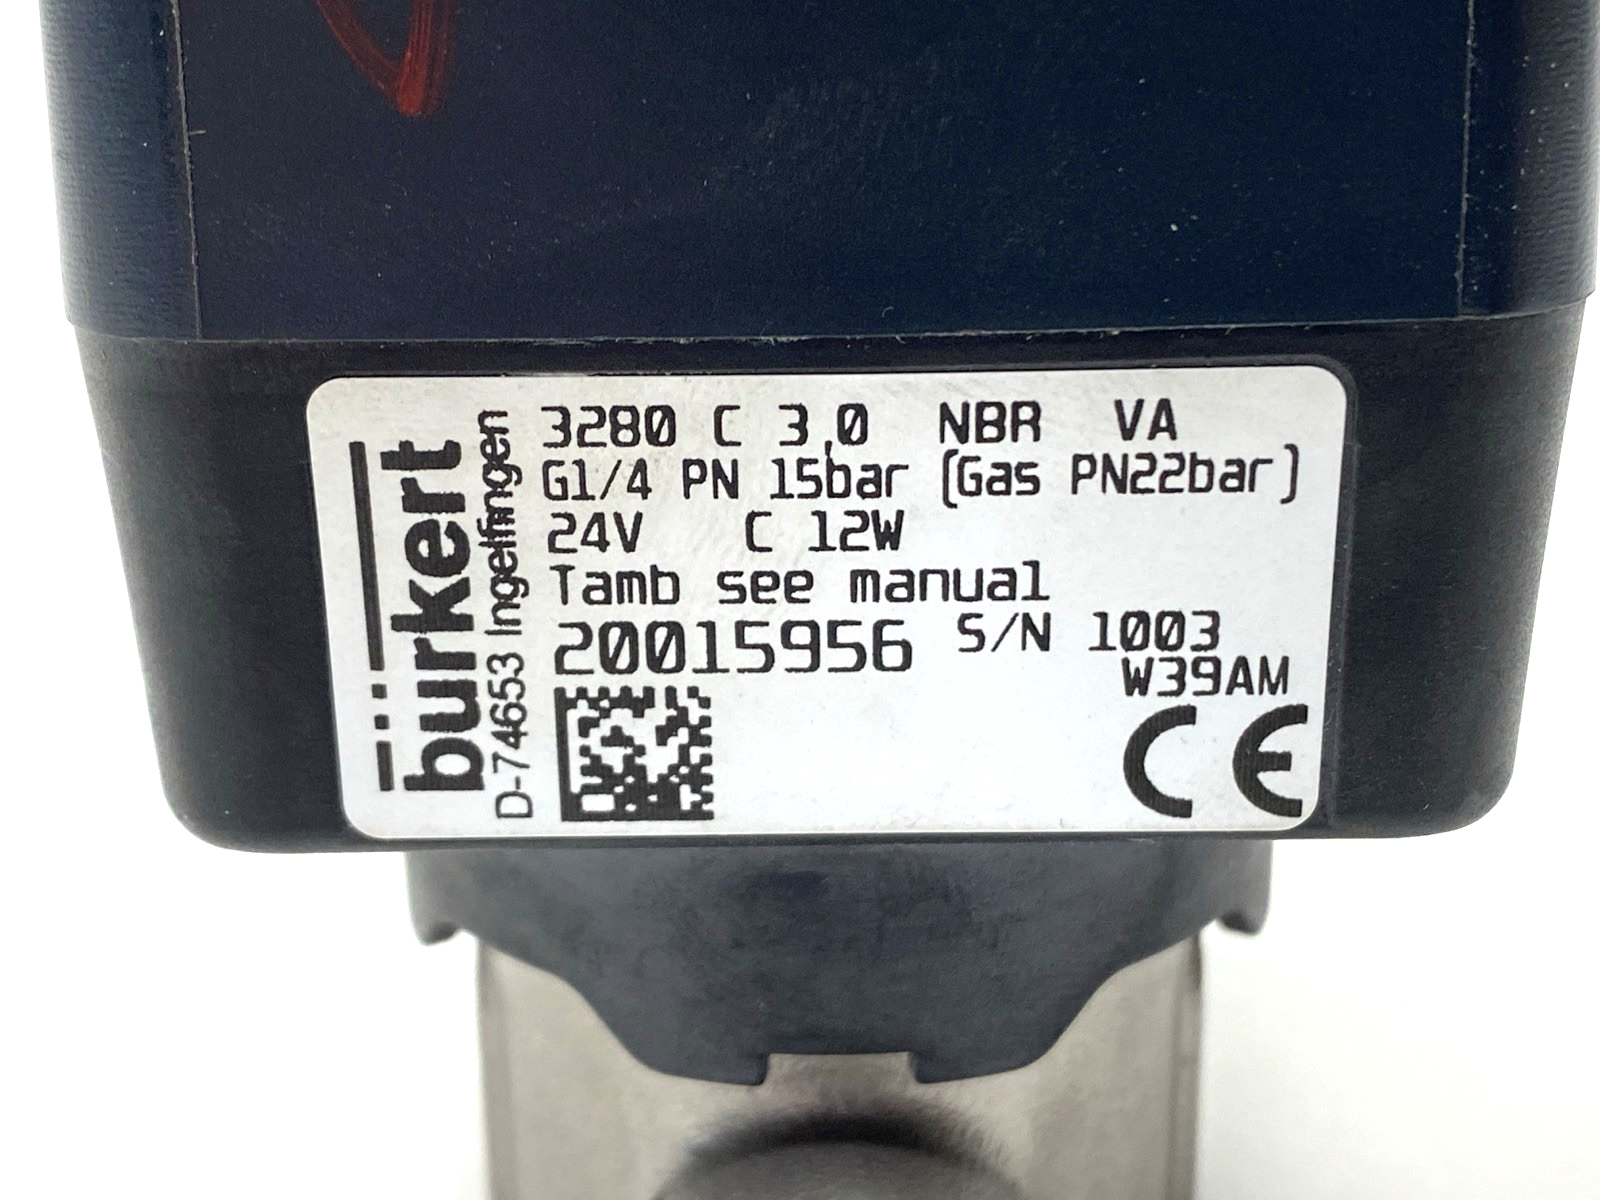 bürkert
D-74653 Ingelfingen
3280 C 3,0 NBR VA
G1/4 PN 15bar (Gas PN22bar)
24V C 12W
Tamb see manual
20015956 S/N 1003
W39AM
CE